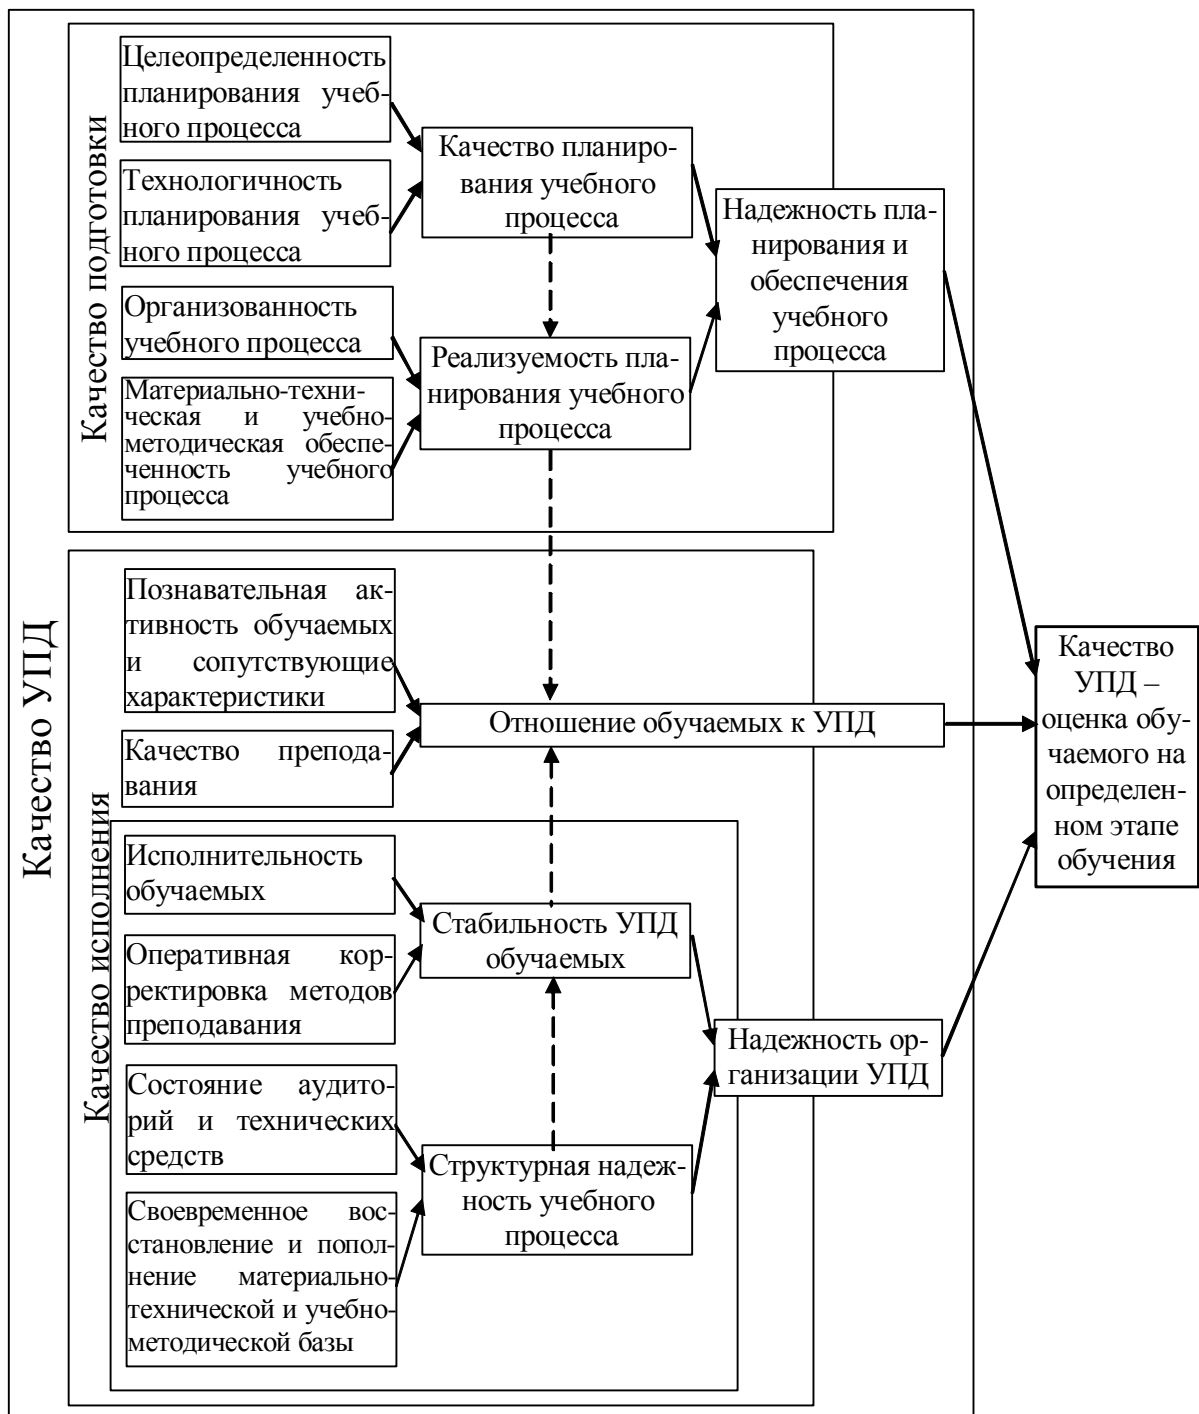 Качество УПД
Качество подготовки
Целеопределенность
планирования учеб-
ного процесса
Технологичность
планирования учеб-
ного процесса
Качество планиро-
вания учебного
процесса
Организованность
учебного процесса
Материально-техни-
ческая и учебно-
методическая обеспе-
ченность учебного
процесса
Реализуемость пла-
нирования учебного
процесса
Надежность пла-
нирования и
обеспечения
учебного
процесса
Качество исполнения
Познавательная ак-
тивность обучаемых
и сопутствующие
характеристики
Качество препода-
вания
Отношение обучаемых к УПД
Исполнительность
обучаемых
Оперативная кор-
ректировка методов
преподавания
Стабильность УПД
обучаемых
Состояние аудито-
рий и технических
средств
Своевременное вос-
становление и попол-
нение материально-
технической и учебно-
методической базы
Структурная надеж-
ность учебного
процесса
Надежность ор-
ганизации УПД
Качество
УПД –
оценка обу-
чаемого на
определен-
ном этапе
обучения